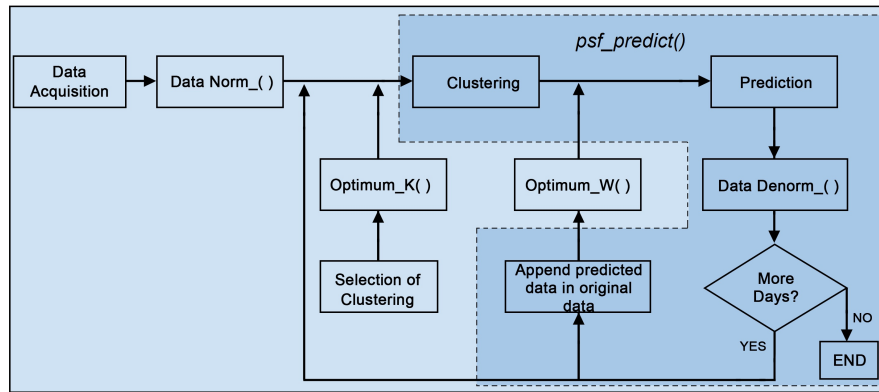 psf_predict()
Data
Acquisition
Data Norm_( )
Clustering
Prediction
Optimum_K( )
Optimum_W( )
Data Denorm_( )
Selection of
Clustering
Append predicted
data in original
data
More
Days?
NO
YES
END